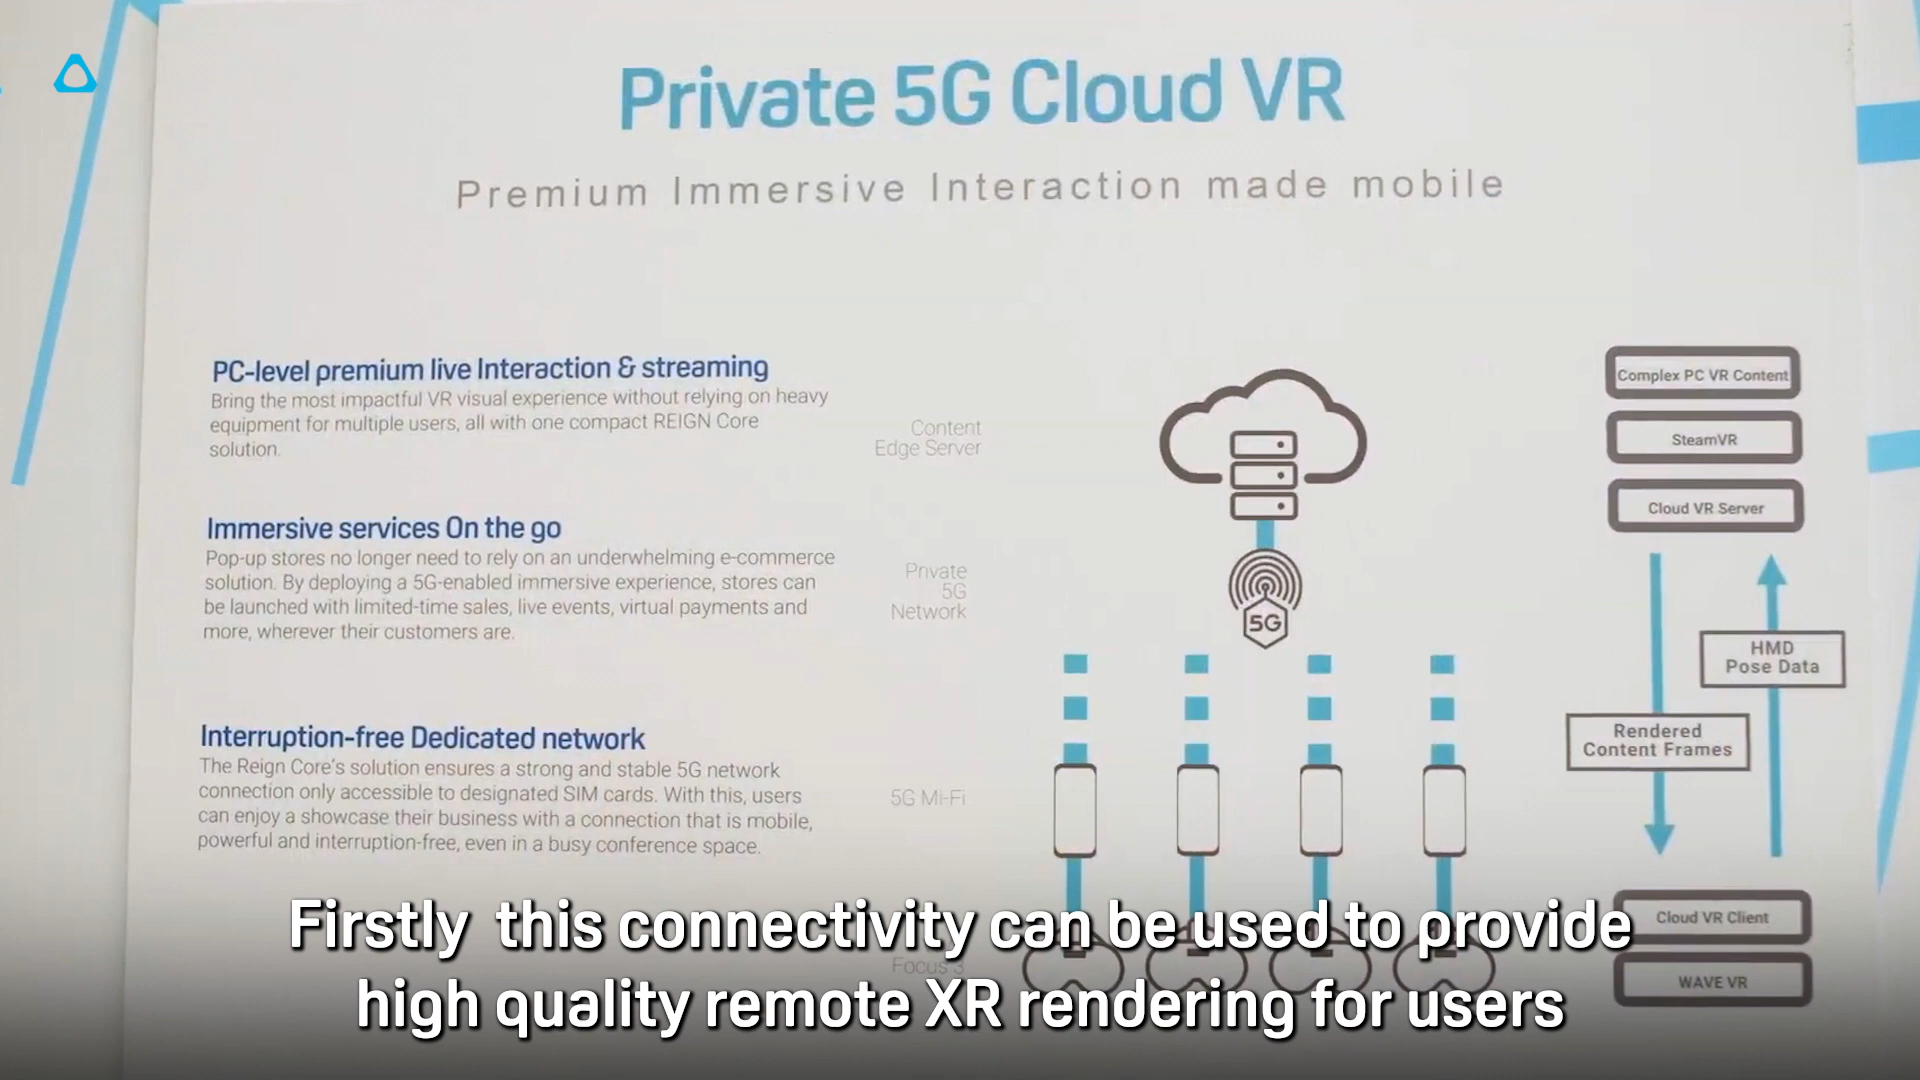 Private 5G Cloud VR
Premium Immersive Interaction made mobile
PC-level premium live Interaction & streaming
Bring the most impactful VR visual experience without relying on heavy
equipment for multiple users, all with one compact REIGN Core
solution.
Immersive services On the go
Pop-up stores no longer need to rely on an underwhelming e-commerce
solution. By deploying a 5G-enabled immersive experience, stores can
be launched with limited-time sales, live events, virtual payments and
more, wherever their customers are.
Interruption-free Dedicated network
The Reign Core's solution ensures a strong and stable 5G network
connection only accessible to designated SIM cards. With this, users
can enjoy a showcase their business with a connection that is mobile,
powerful and interruption-free, even in a busy conference space.
Content
Edge Server
Private
5G
Network
5G Mi-Fi
Focus 3
5G
Complex PC VR Content
SteamVR
Cloud VR Server
HMD
Pose Data
Rendered
Content Frames
Cloud VR Client
WAVE VR
Firstly this connectivity can be used to provide
high quality remote XR rendering for users